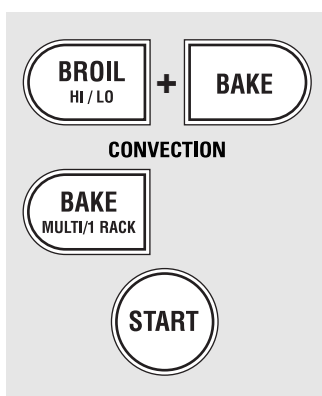 BROIL + BAKE
HI / LO
CONVECTION
BAKE
MULTI/1 RACK
START